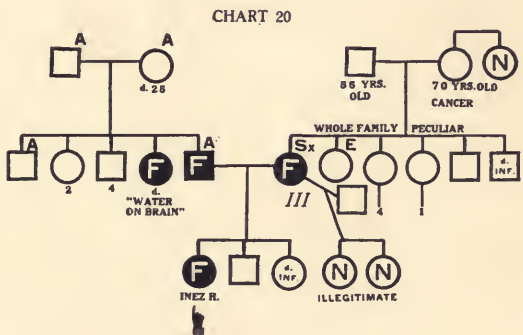 CHART 20
A A
d. 25
N
86 YRS. OLD
70 YRS. OLD
CANCER
WHOLE FAMILY PECULIAR
A A Sx E
F F F
d.
INF.
2 4 d. 4 1
"WATER
ON BRAIN"
III
F d.
INF. N N
INEZ H. ILLEGITIMATE